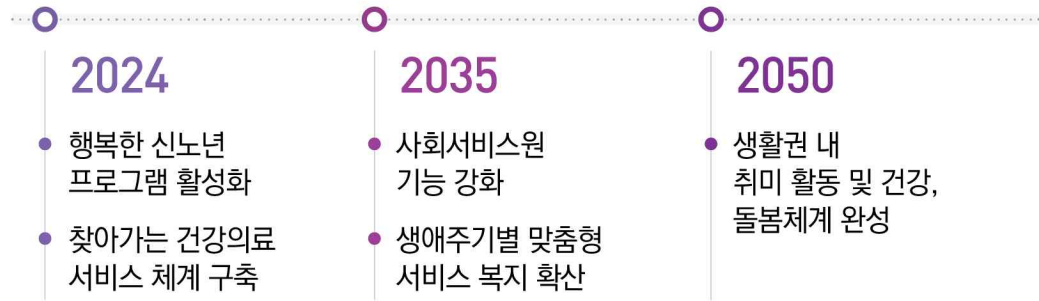 2024
행복한 신노년
프로그램 활성화
찾아가는 건강의료
서비스 체계 구축
2035
사회서비스원
기능 강화
생애주기별 맞춤형
서비스 복지 확산
2050
생활권 내
취미 활동 및 건강,
돌봄체계 완성